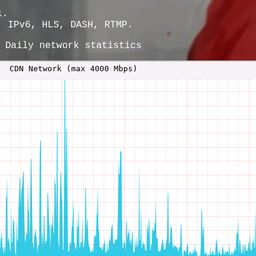 .
IPv6, HLS, DASH, RTMP.
Daily network statistics
CDN Network (max 4000 Mbps)